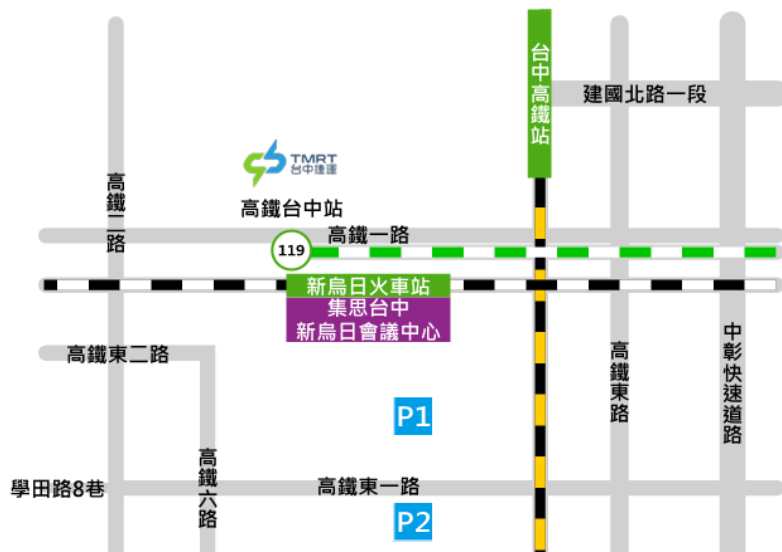 台中高鐵站
建國北路一段
TMRT
台中捷運
高鐵二路
高鐵台中站
高鐵一路
119
新烏日火車站
集思台中
新烏日會議中心
高鐵東二路
高鐵東路
中彰快速道路
P1
高鐵六路
高鐵東一路
學田路8巷
P2